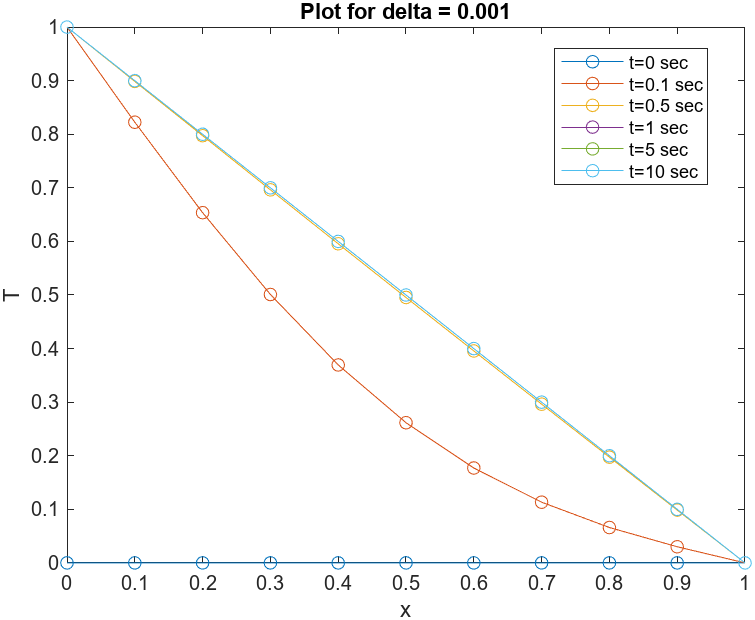 Plot for delta = 0.001
1
0.9
0.8
0.7
0.6
0.5
0.4
0.3
0.2
0.1
0
T
t=0 sec
t=0.1 sec
t=0.5 sec
t=1 sec
t=5 sec
t=10 sec
0 0.1 0.2 0.3 0.4 0.5 0.6 0.7 0.8 0.9 1
x